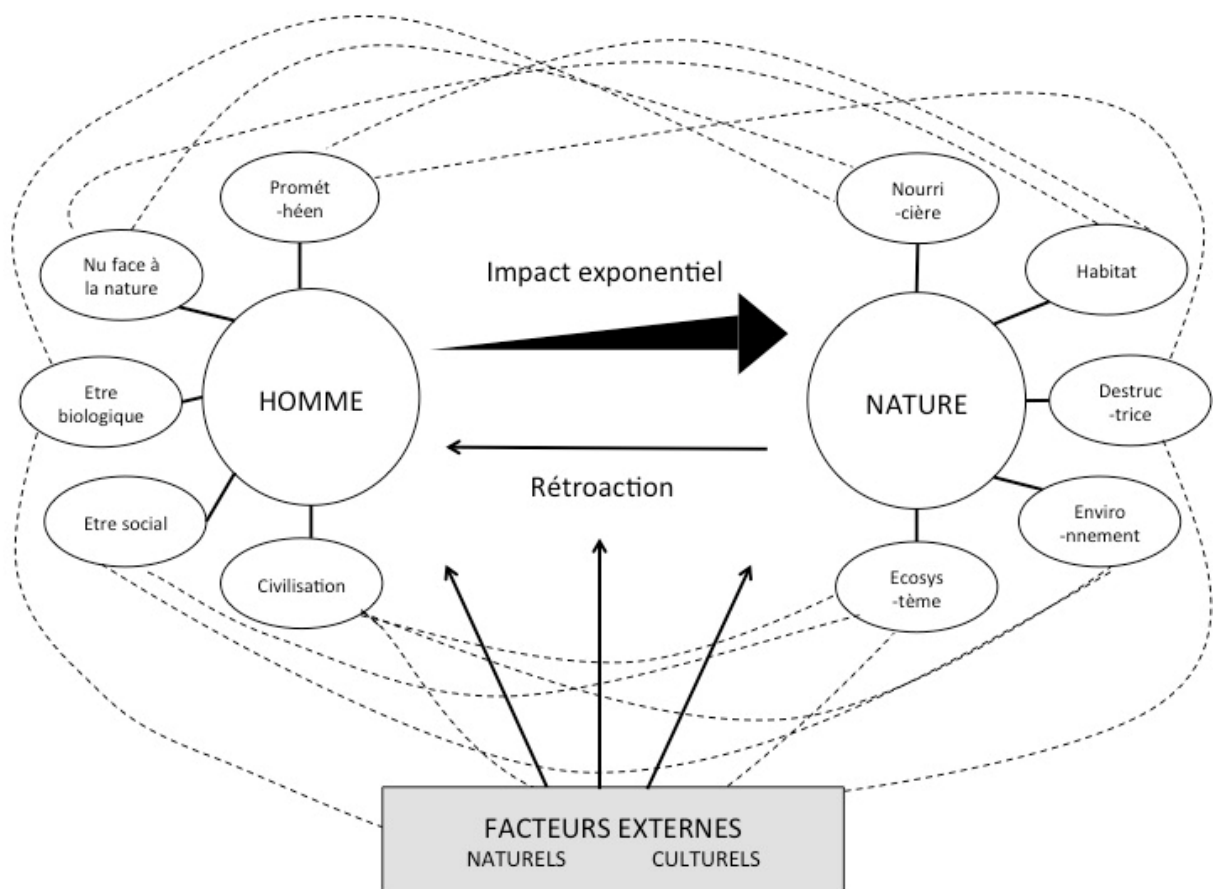 Promét
-héen
Nourri
-cière
Nu face à
la nature
Impact exponentiel
Habitat
Etre
biologique
HOMME
NATURE
Destruc
-trice
Rétroaction
Etre social
Enviro
-nnement
Civilisation
Ecosys
-tème
FACTEURS EXTERNES
NATURELS CULTURELS